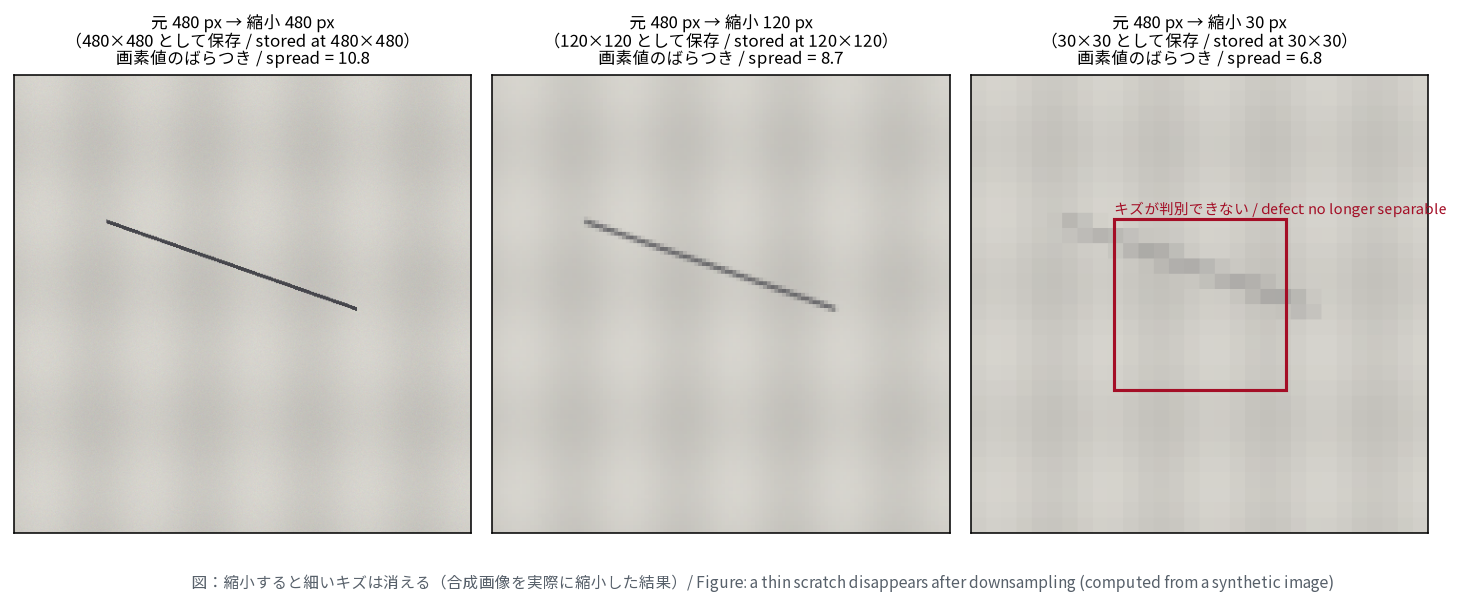 元 480 px → 縮小 480 px
（480×480 として保存 / stored at 480×480）
画素値のばらつき / spread = 10.8
元 480 px → 縮小 120 px
（120×120 として保存 / stored at 120×120）
画素値のばらつき / spread = 8.7
元 480 px → 縮小 30 px
（30×30 として保存 / stored at 30×30）
画素値のばらつき / spread = 6.8
キズが判別できない / defect no longer separable
図：縮小すると細いキズは消える（合成画像を実際に縮小した結果）/ Figure: a thin scratch disappears after downsampling (computed from a synthetic image)